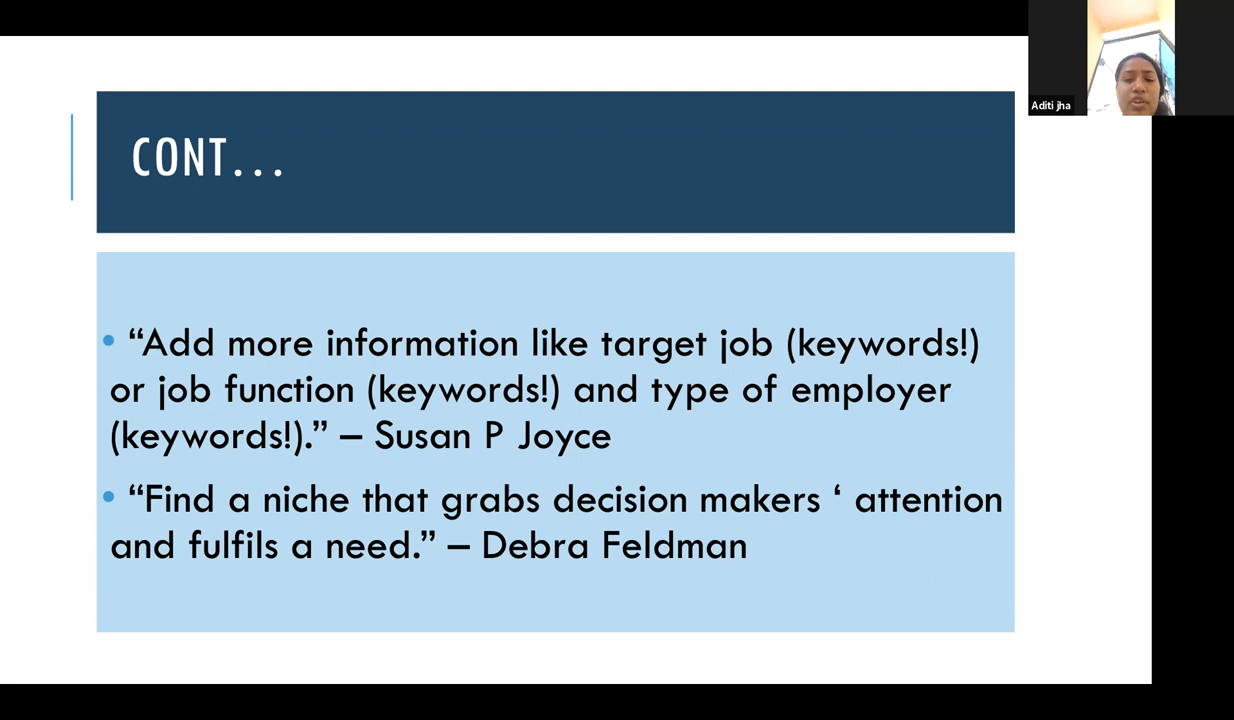 Aditi jha
CONT...
• “Add more information like target job (keywords!)
or job function (keywords!) and type of employer
(keywords!).” – Susan P Joyce
• “Find a niche that grabs decision makers ‘ attention
and fulfils a need.” – Debra Feldman